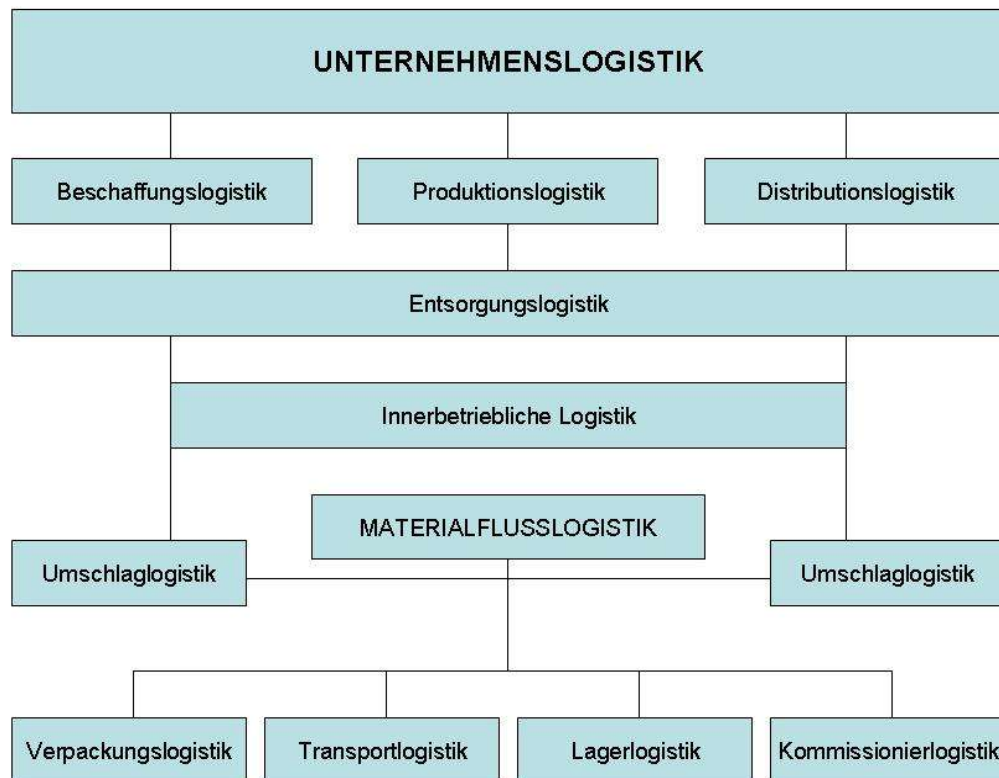 UNTERNEHMENSLOGISTIK
Beschaffungslogistik
Produktionslogistik
Distributionslogistik
Entsorgungslogistik
Innerbetriebliche Logistik
MATERIALFLUSSLOGISTIK
Umschlaglogistik
Umschlaglogistik
Verpackungslogistik
Transportlogistik
Lagerlogistik
Kommissionierlogistik